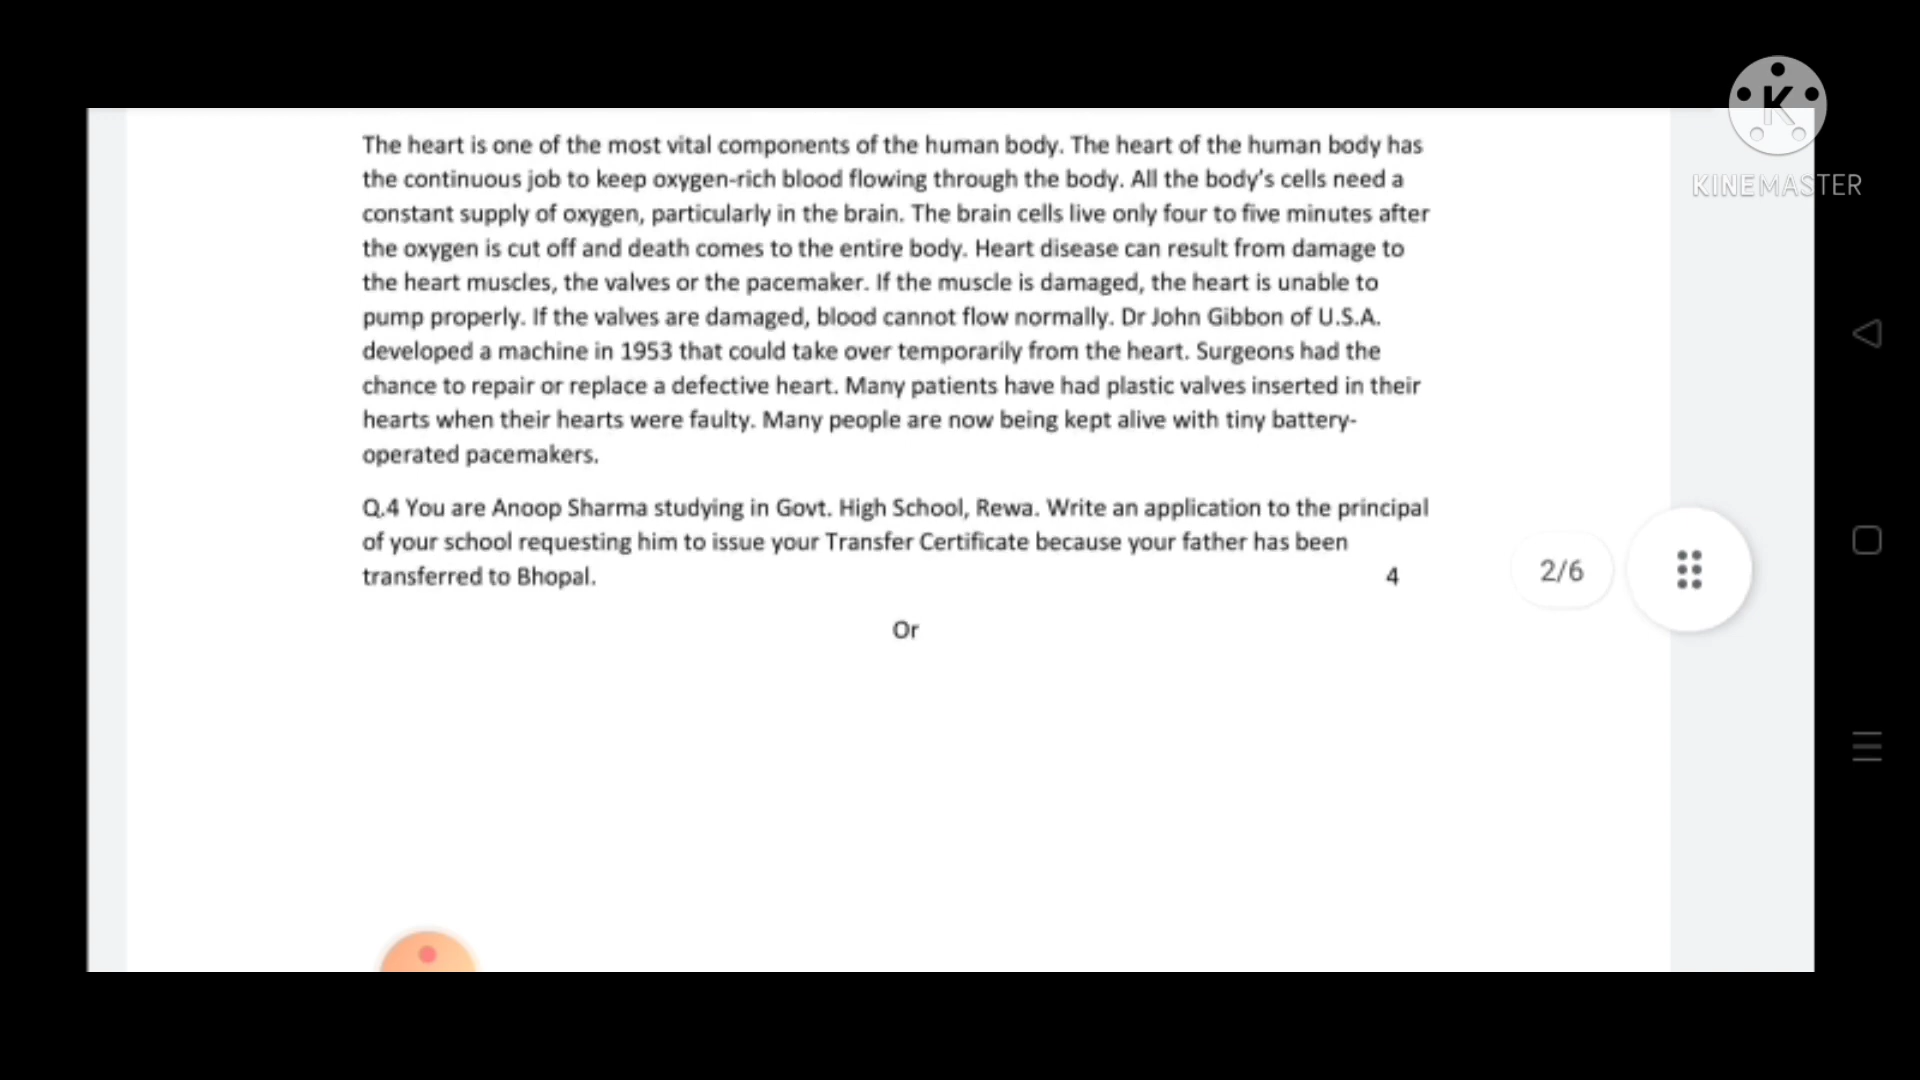 The heart is one of the most vital components of the human body. The heart of the human body has
the continuous job to keep oxygen-rich blood flowing through the body. All the body's cells need a
constant supply of oxygen, particularly in the brain. The brain cells live only four to five minutes after
the oxygen is cut off and death comes to the entire body. Heart disease can result from damage to
the heart muscles, the valves or the pacemaker. If the muscle is damaged, the heart is unable to
pump properly. If the valves are damaged, blood cannot flow normally. Dr John Gibbon of U.S.A.
developed a machine in 1953 that could take over temporarily from the heart. Surgeons had the
chance to repair or replace a defective heart. Many patients have had plastic valves inserted in their
hearts when their hearts were faulty. Many people are now being kept alive with tiny battery-
operated pacemakers.
Q.4 You are Anoop Sharma studying in Govt. High School, Rewa. Write an application to the principal
of your school requesting him to issue your Transfer Certificate because your father has been
transferred to Bhopal. 4
Or
2/6
K
KINEMASTER